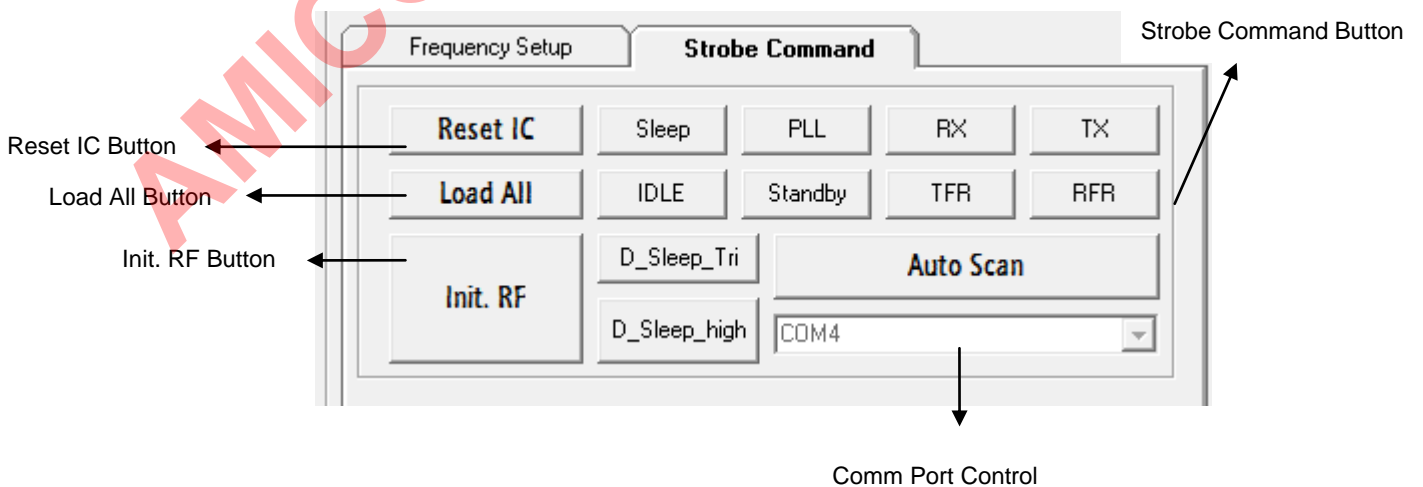 AMICO
Frequency Setup
Strobe Command
Strobe Command Button
Reset IC
Sleep
PLL
RX
TX
Reset IC Button
Load All
IDLE
Standby
TFR
RFR
Load All Button
Init. RF Button
Init. RF
D_Sleep_Tri
Auto Scan
D_Sleep_high
COM4
Comm Port Control